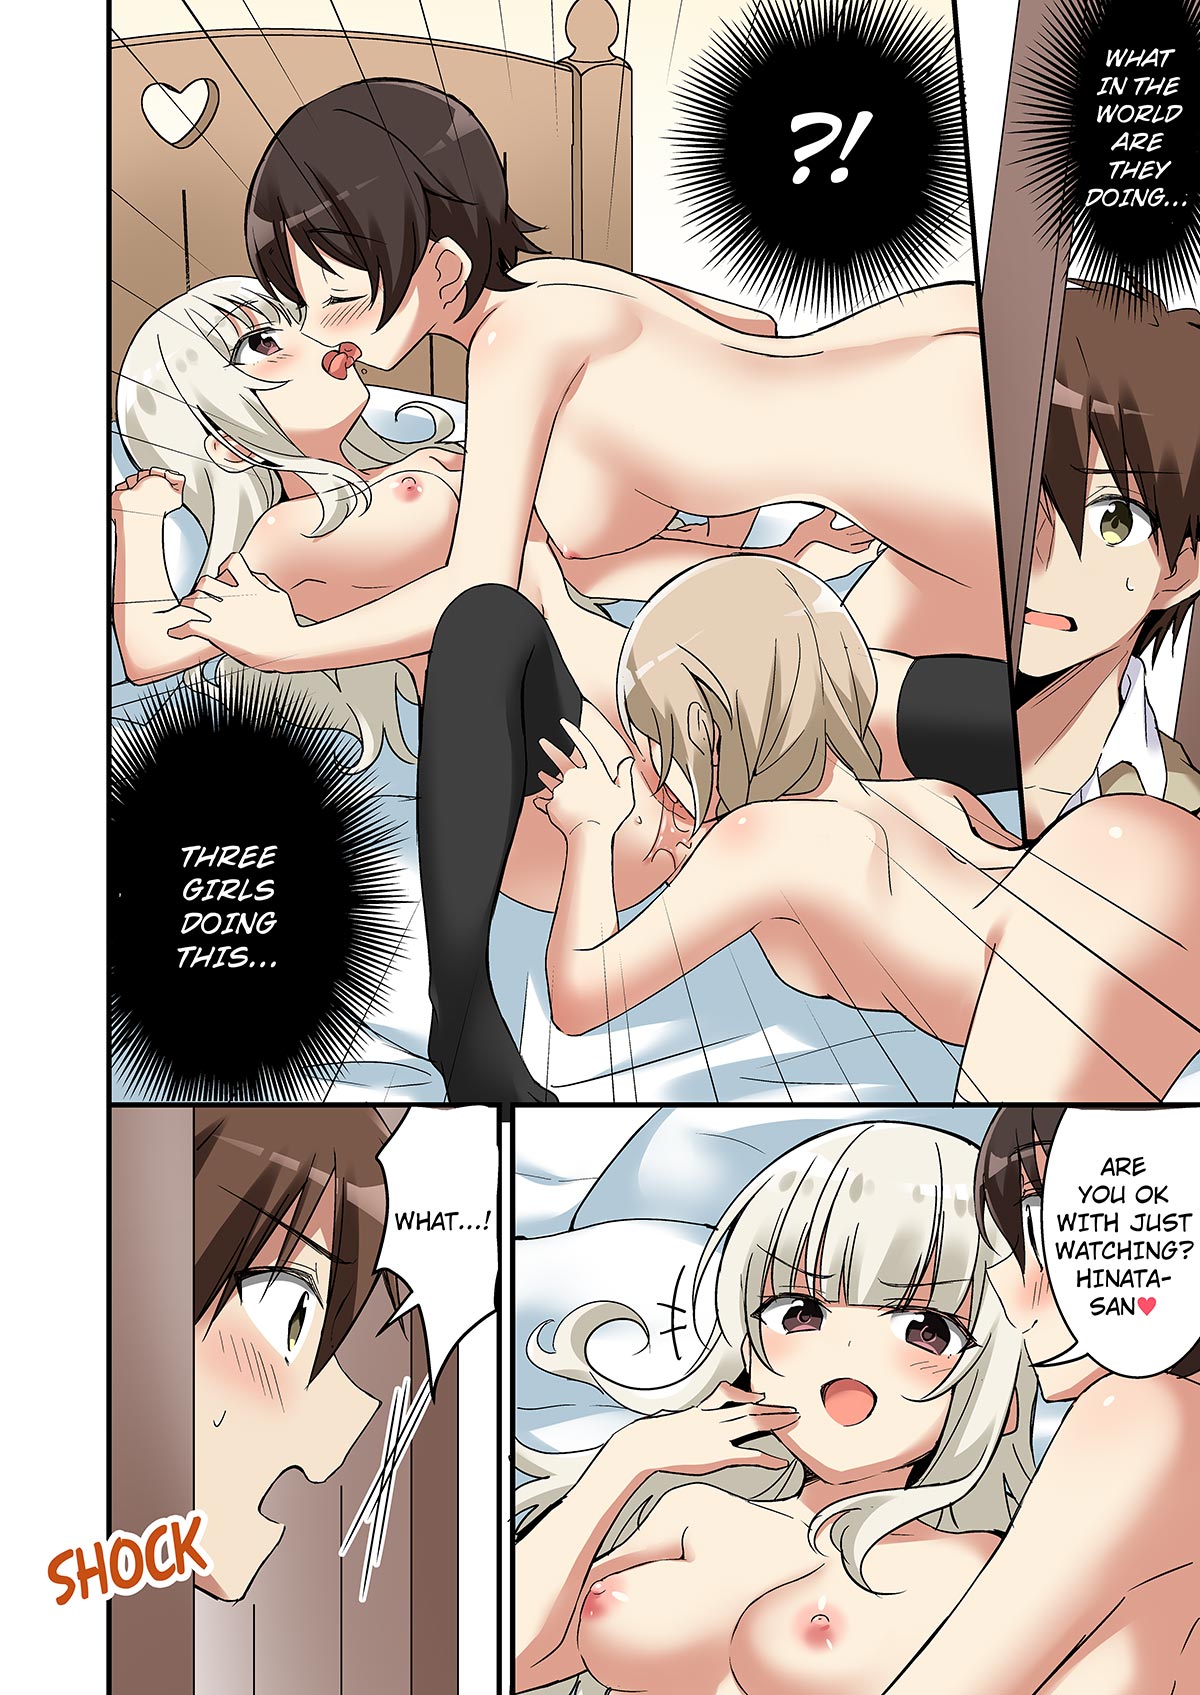 WHAT
IN THE
WORLD
ARE
THEY
DOING...
?!
THREE
GIRLS
DOING
THIS...
ARE
YOU OK
WITH JUST
WATCHING?
HINATA-
SAN♥
WHAT...!
SHOCK